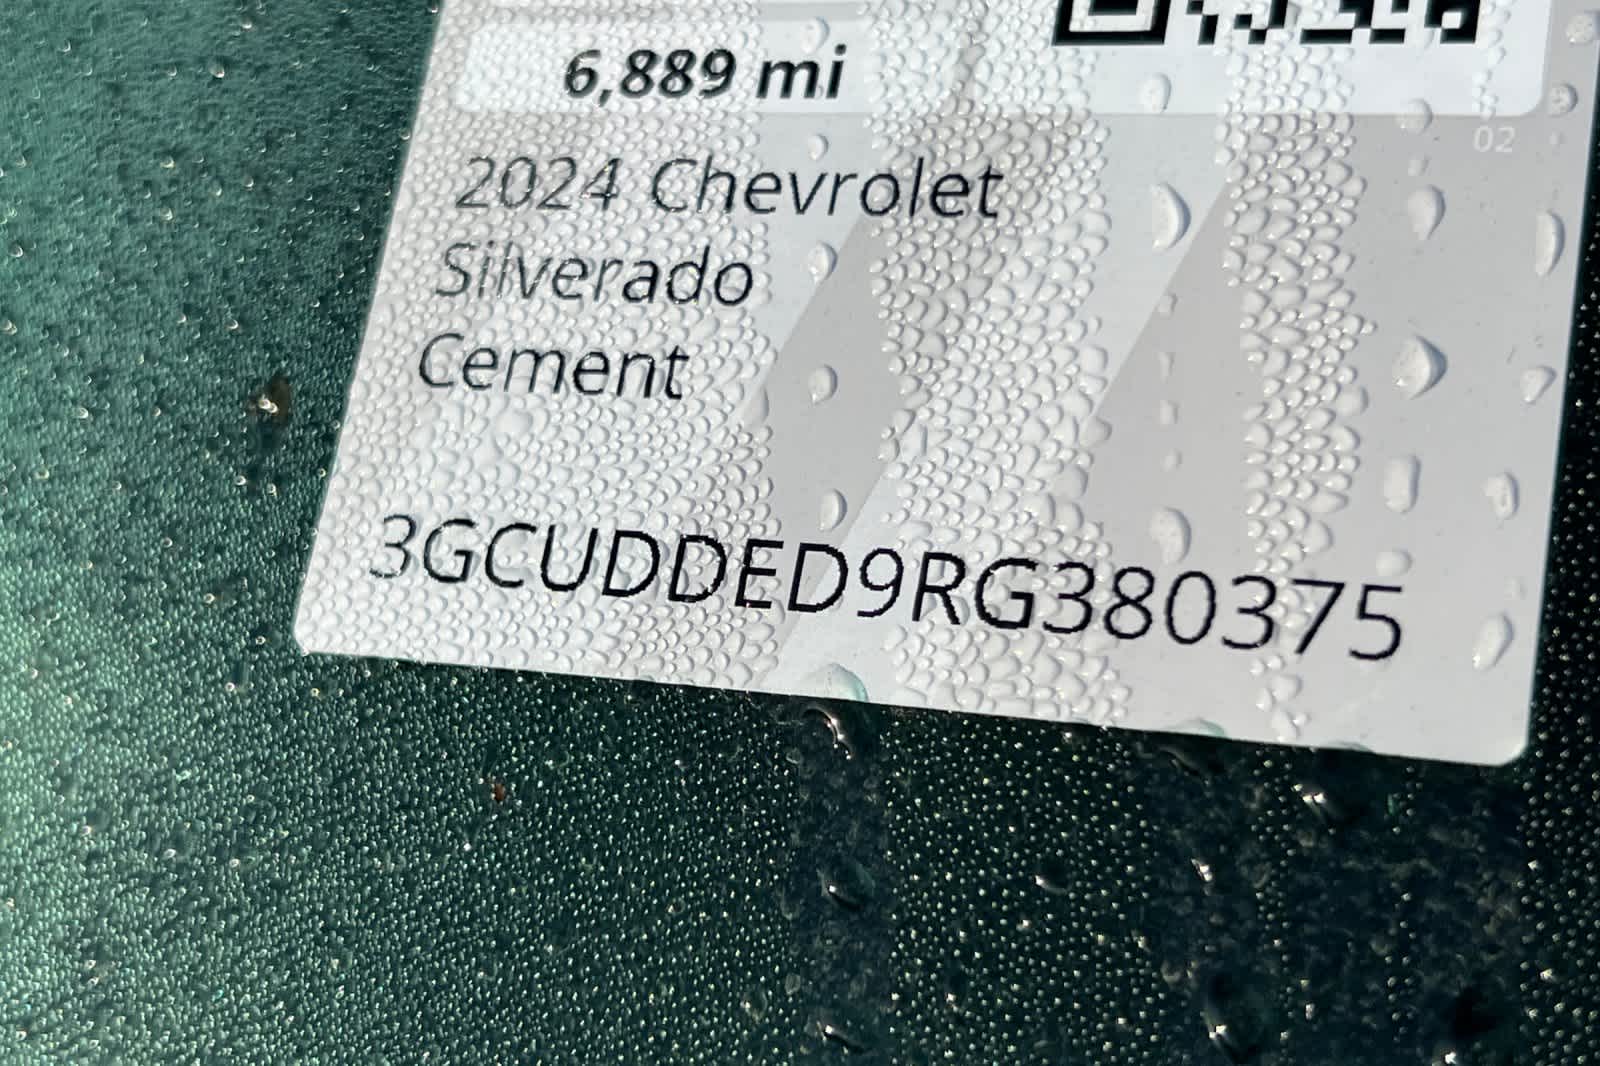 6,889 mi
02
2024 Chevrolet
Silverado
Cement
3GCUDDED9RG380375